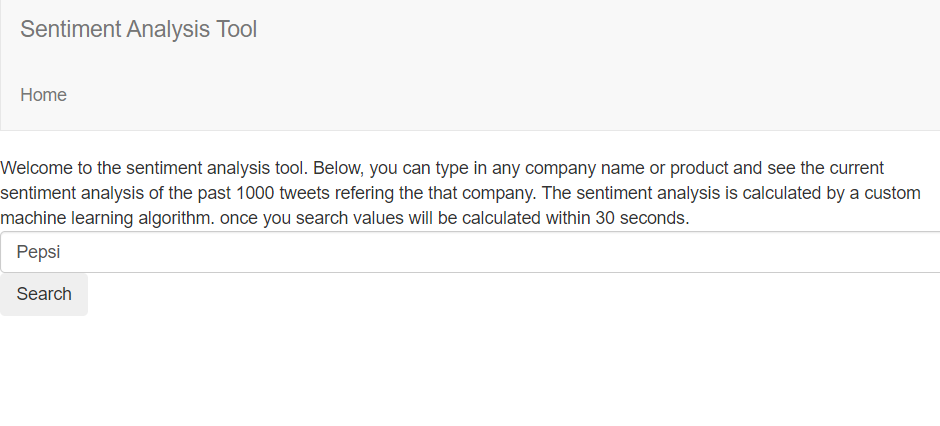 Sentiment Analysis Tool
Home
Welcome to the sentiment analysis tool. Below, you can type in any company name or product and see the current
sentiment analysis of the past 1000 tweets refering the that company. The sentiment analysis is calculated by a custom
machine learning algorithm. once you search values will be calculated within 30 seconds.
Pepsi
Search